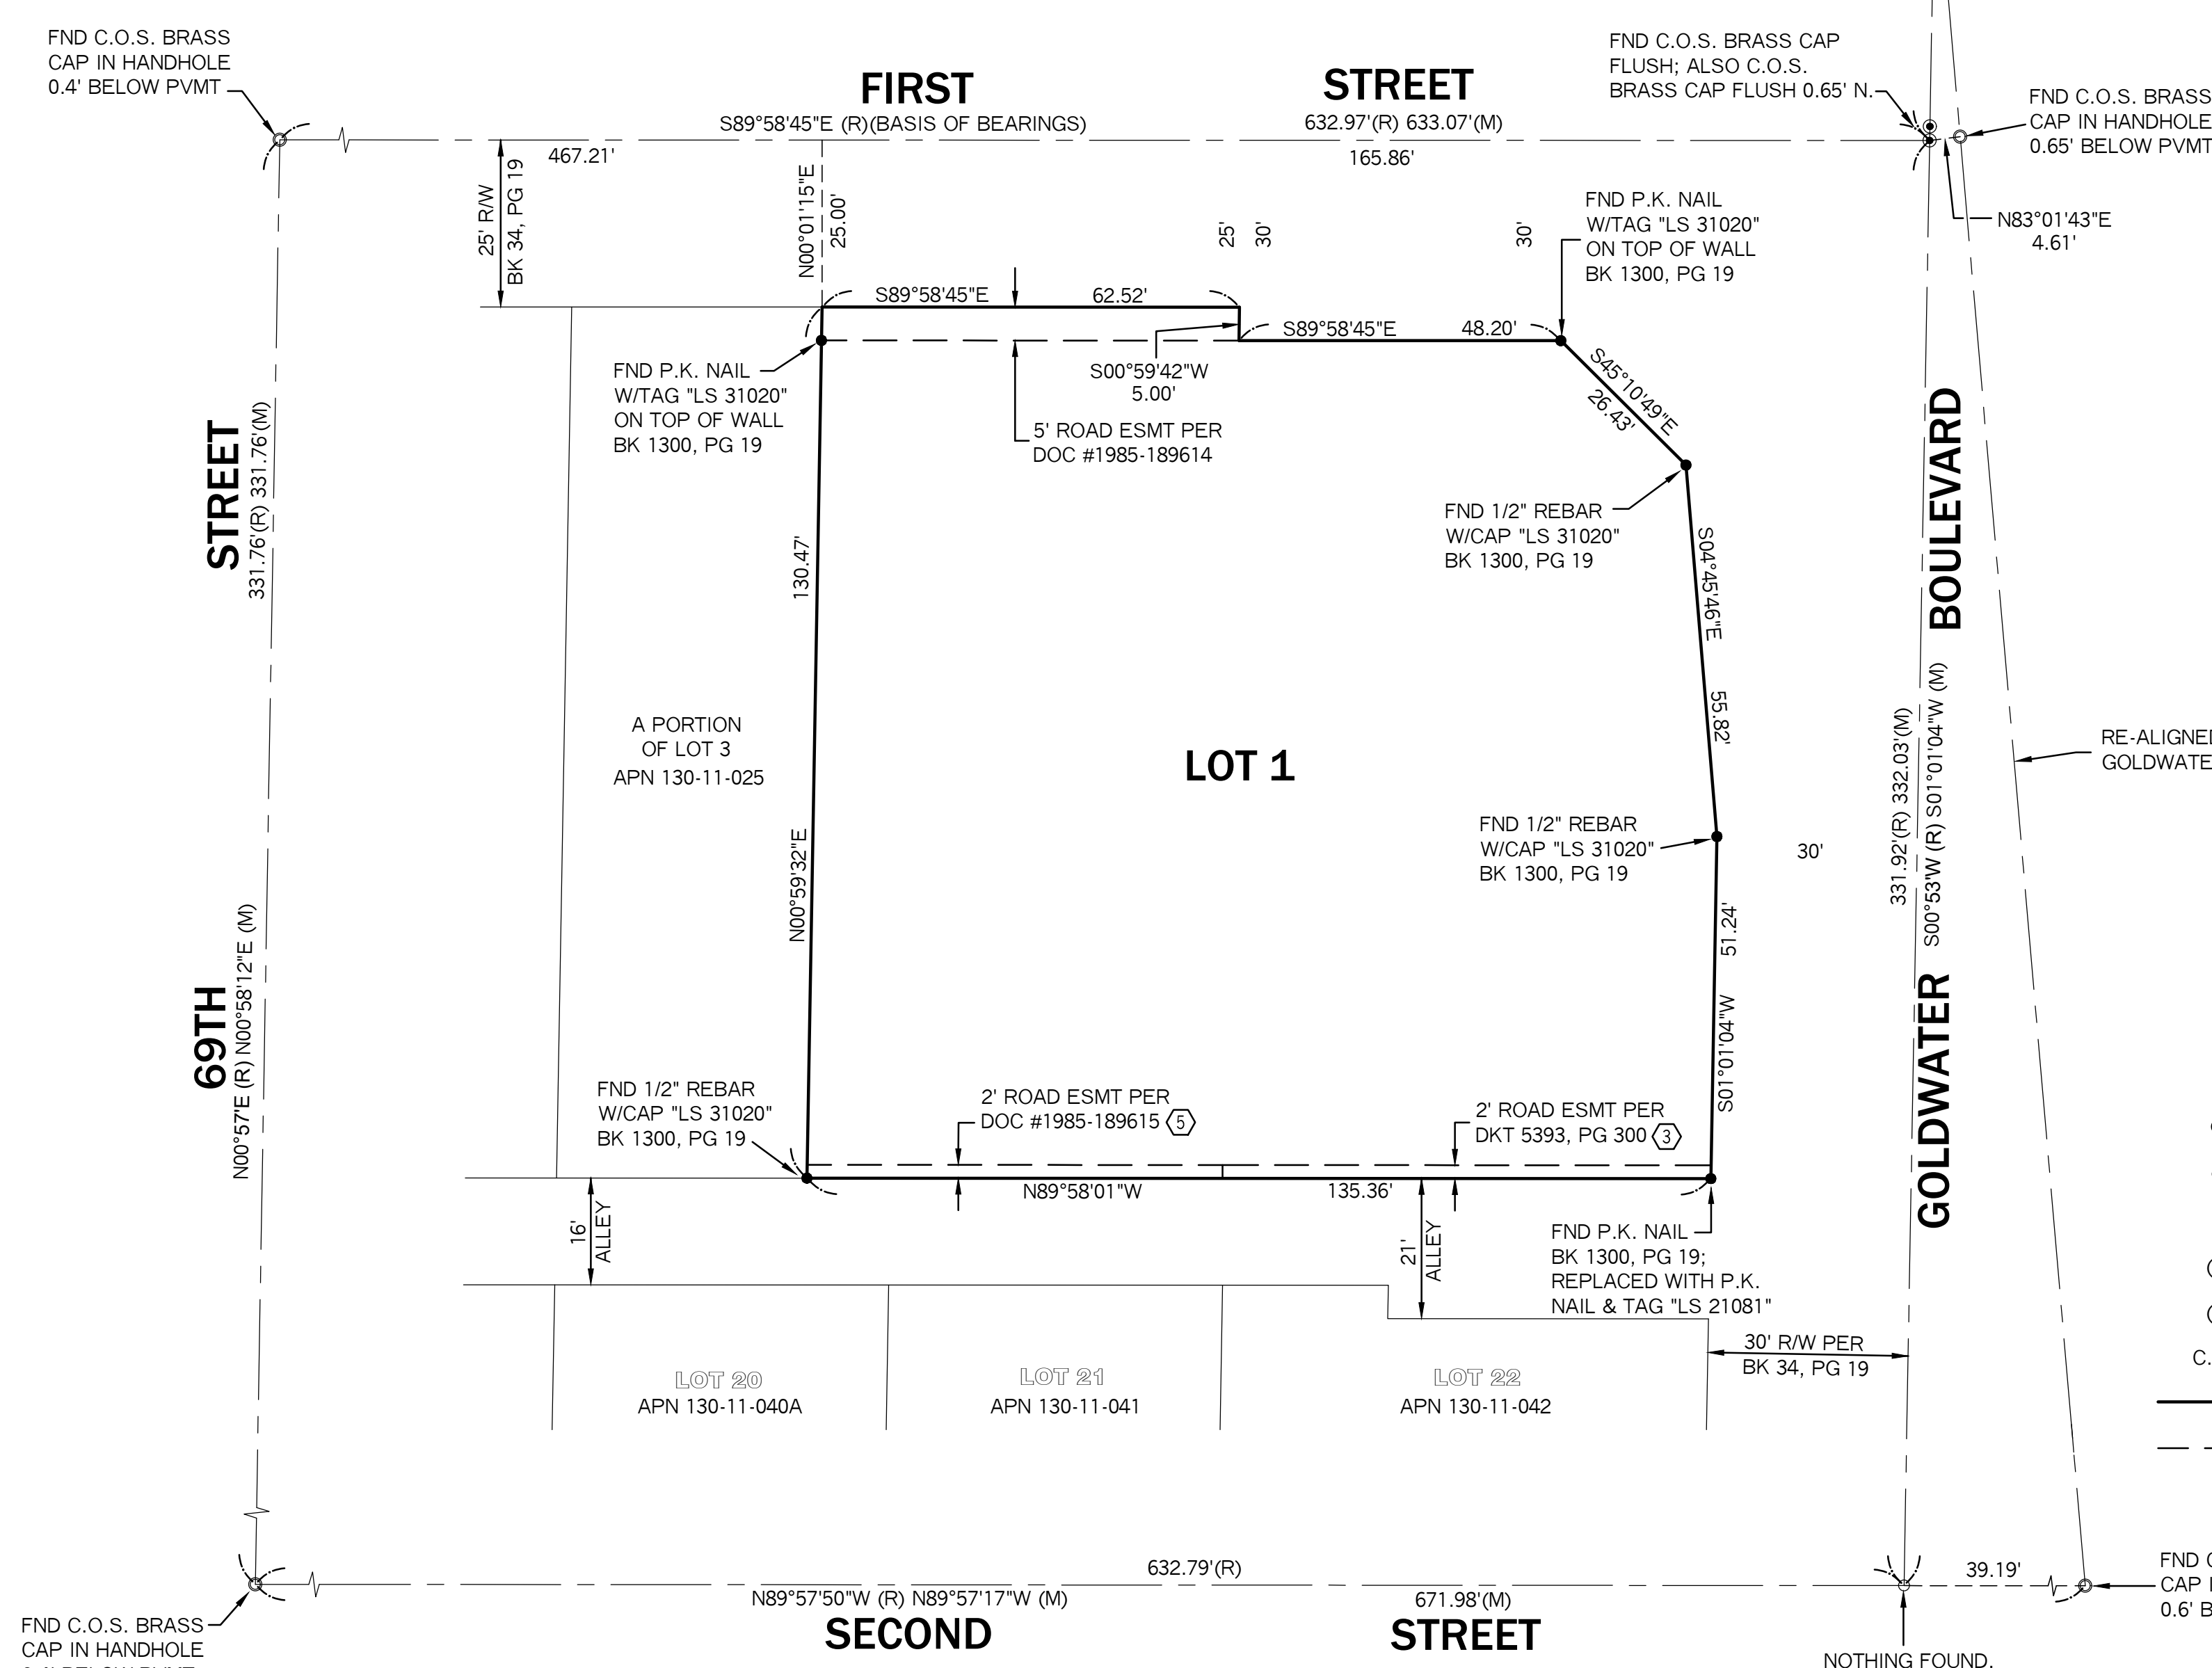 FND C.O.S. BRASS
CAP IN HANDHOLE
0.4' BELOW PVMT
FIRST STREET
S89°58'45"E (R)(BASIS OF BEARINGS)
632.97'(R) 633.07'(M)
467.21'
165.86'
FND C.O.S. BRASS CAP
FLUSH; ALSO C.O.S.
BRASS CAP FLUSH 0.65' N.
FND C.O.S. BRASS
CAP IN HANDHOLE
0.65' BELOW PVMT
N83°01'43"E
4.61'
25' R/W
BK 34, PG 19
N00°01'15"E
25.00'
25'
30'
30'
FND P.K. NAIL
W/TAG "LS 31020"
ON TOP OF WALL
BK 1300, PG 19
S89°58'45"E
62.52'
S89°58'45"E
48.20'
S00°59'42"W
5.00'
FND P.K. NAIL
W/TAG "LS 31020"
ON TOP OF WALL
BK 1300, PG 19
5' ROAD ESMT PER
DOC #1985-189614
S45°10'49"E
26.43'
FND 1/2" REBAR
W/CAP "LS 31020"
BK 1300, PG 19
S04°45'46"E
55.82'
69TH STREET
331.76'(R) 331.76'(M)
N00°57'E (R) N00°58'12"E (M)
130.47'
N00°59'32"E
A PORTION
OF LOT 3
APN 130-11-025
LOT 1
FND 1/2" REBAR
W/CAP "LS 31020"
BK 1300, PG 19
30'
51.24'
S01°01'04"W
GOLDWATER BOULEVARD
331.92'(R) 332.03'(M)
S00°53'W (R) S01°01'04"W (M)
RE-ALIGNED
GOLDWATE
FND 1/2" REBAR
W/CAP "LS 31020"
BK 1300, PG 19
2' ROAD ESMT PER
DOC #1985-189615 5
2' ROAD ESMT PER
DKT 5393, PG 300 3
N89°58'01"W
135.36'
16'
ALLEY
21'
ALLEY
FND P.K. NAIL
BK 1300, PG 19;
REPLACED WITH P.K.
NAIL & TAG "LS 21081"
30' R/W PER
BK 34, PG 19
C.
LOT 20
APN 130-11-040A
LOT 21
APN 130-11-041
LOT 22
APN 130-11-042
632.79'(R)
N89°57'50"W (R) N89°57'17"W (M)
671.98'(M)
39.19'
SECOND STREET
FND C.O.S. BRASS
CAP IN HANDHOLE
NOTHING FOUND.
FND
CAP
0.6' B